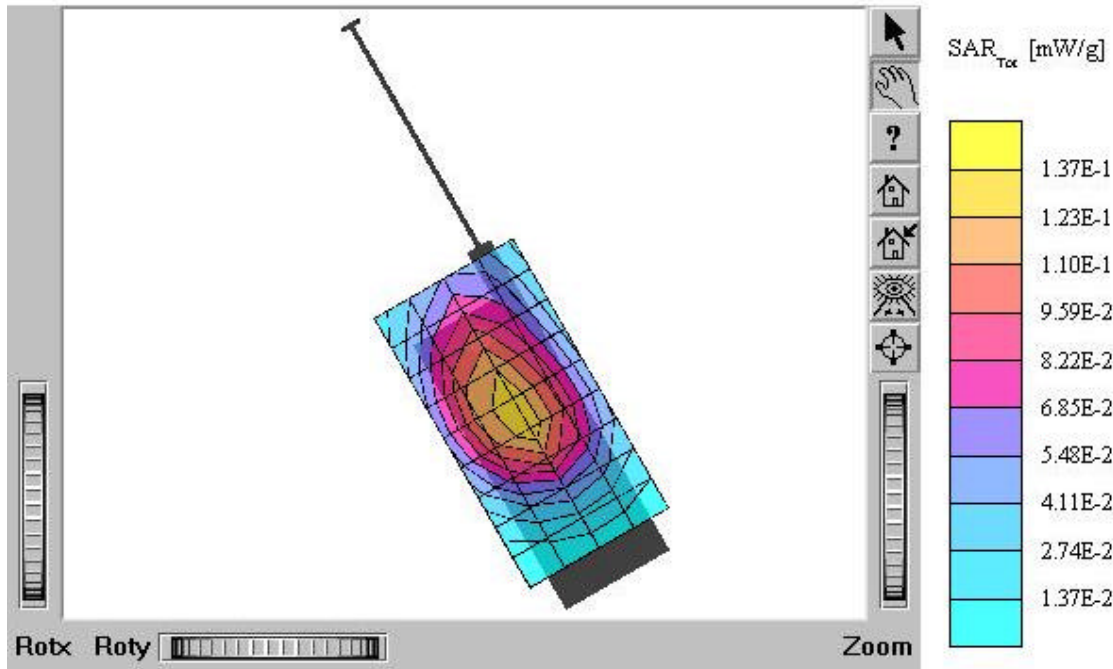 SAR_Tot [mW/g]
?
1.37E-1
1.23E-1
1.10E-1
9.59E-2
8.22E-2
6.85E-2
5.48E-2
4.11E-2
2.74E-2
1.37E-2
Rotx Roty Zoom